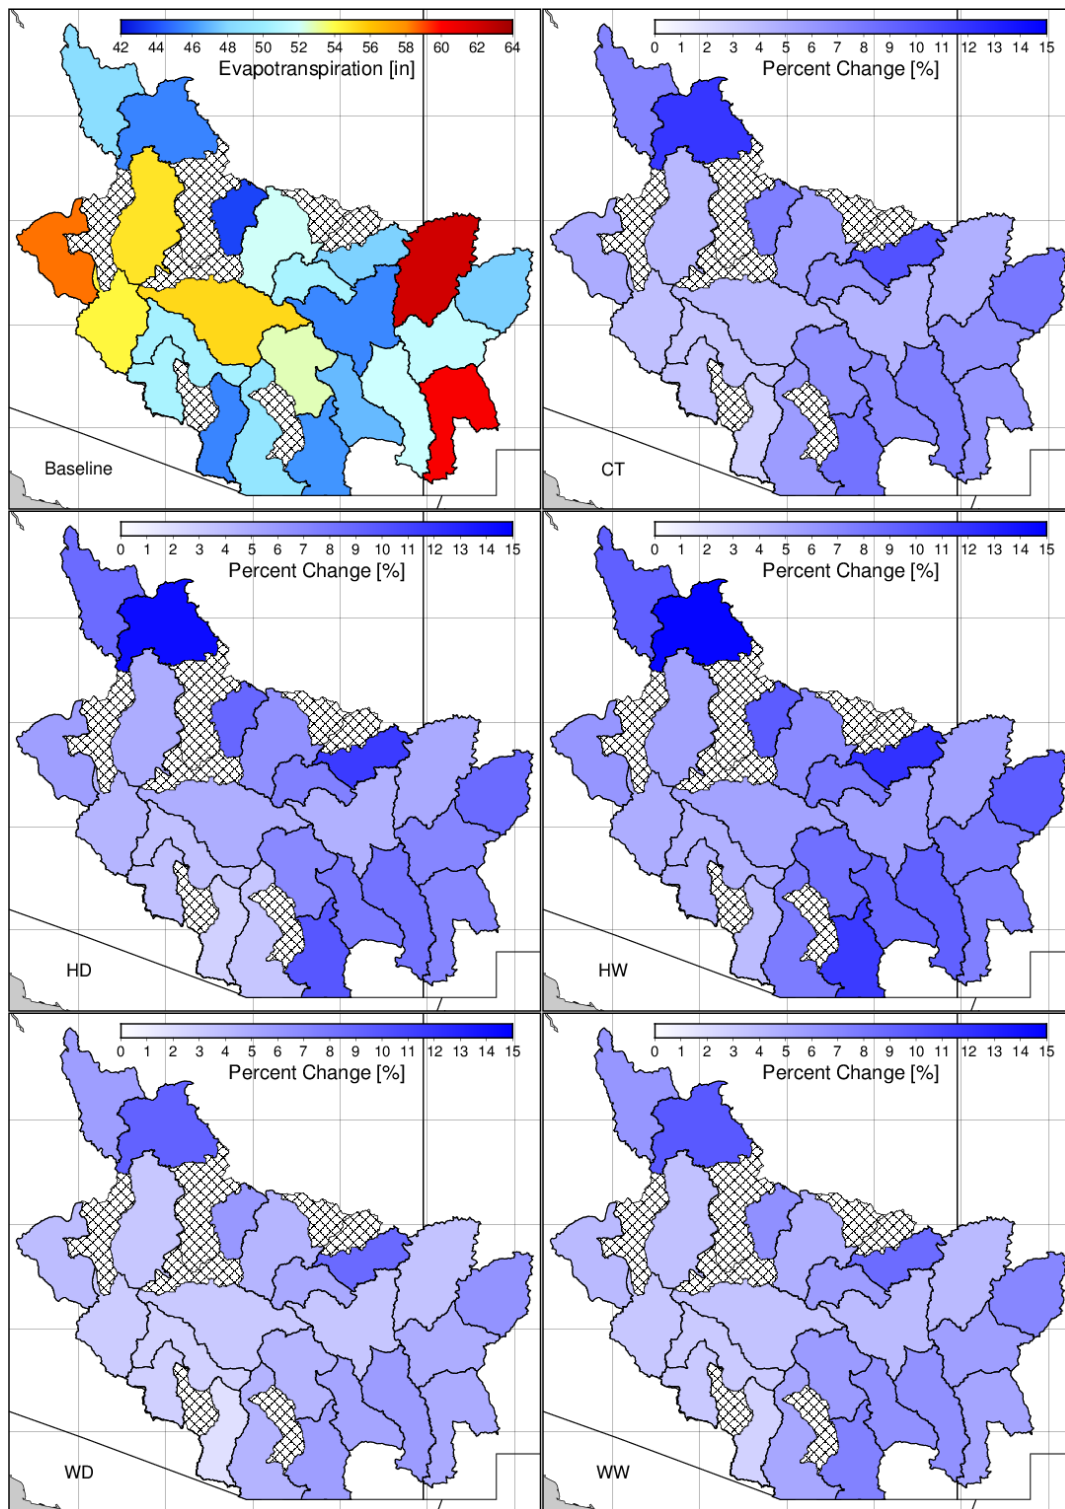 42 44 46 48 50 52 54 56 58 60 62 64
Evapotranspiration [in]
Baseline
0 1 2 3 4 5 6 7 8 9 10 11 12 13 14 15
Percent Change [%]
CT
0 1 2 3 4 5 6 7 8 9 10 11 12 13 14 15
Percent Change [%]
HD
0 1 2 3 4 5 6 7 8 9 10 11 12 13 14 15
Percent Change [%]
HW
0 1 2 3 4 5 6 7 8 9 10 11 12 13 14 15
Percent Change [%]
WD
0 1 2 3 4 5 6 7 8 9 10 11 12 13 14 15
Percent Change [%]
WW